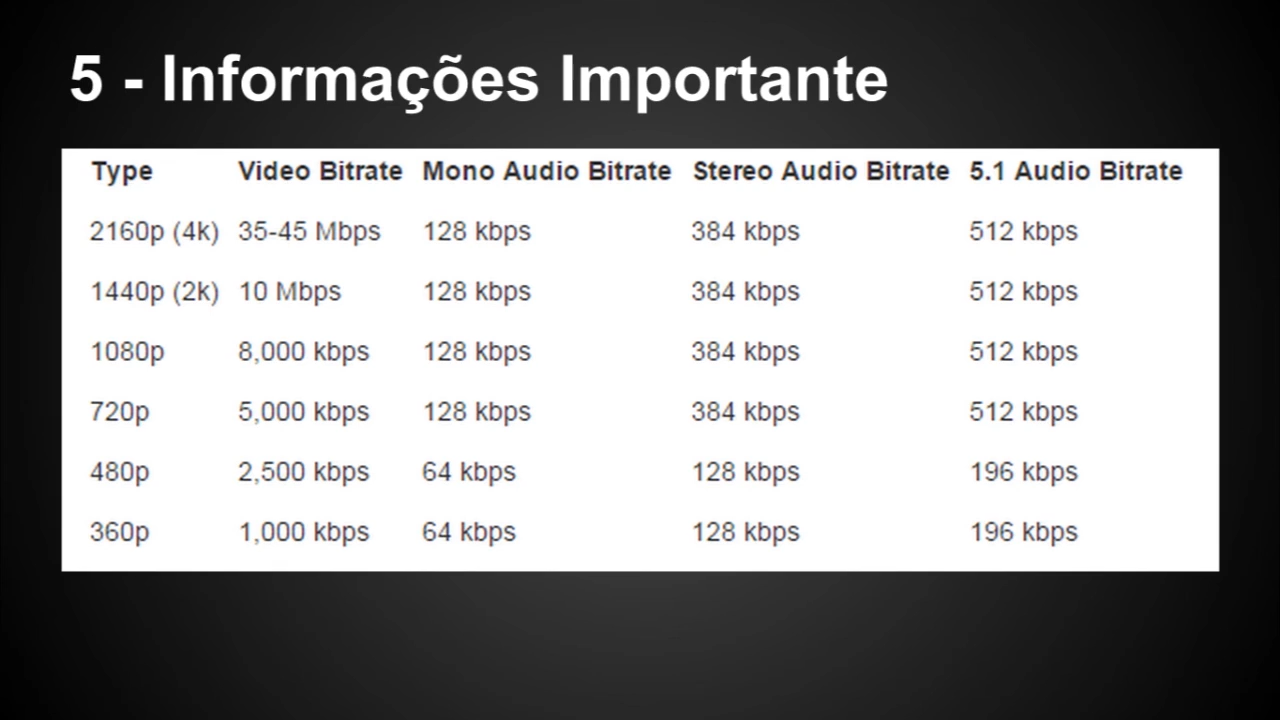 5 - Informações Importante
Type Video Bitrate Mono Audio Bitrate Stereo Audio Bitrate 5.1 Audio Bitrate
2160p (4k) 35-45 Mbps 128 kbps 384 kbps 512 kbps
1440p (2k) 10 Mbps 128 kbps 384 kbps 512 kbps
1080p 8,000 kbps 128 kbps 384 kbps 512 kbps
720p 5,000 kbps 128 kbps 384 kbps 512 kbps
480p 2,500 kbps 64 kbps 128 kbps 196 kbps
360p 1,000 kbps 64 kbps 128 kbps 196 kbps